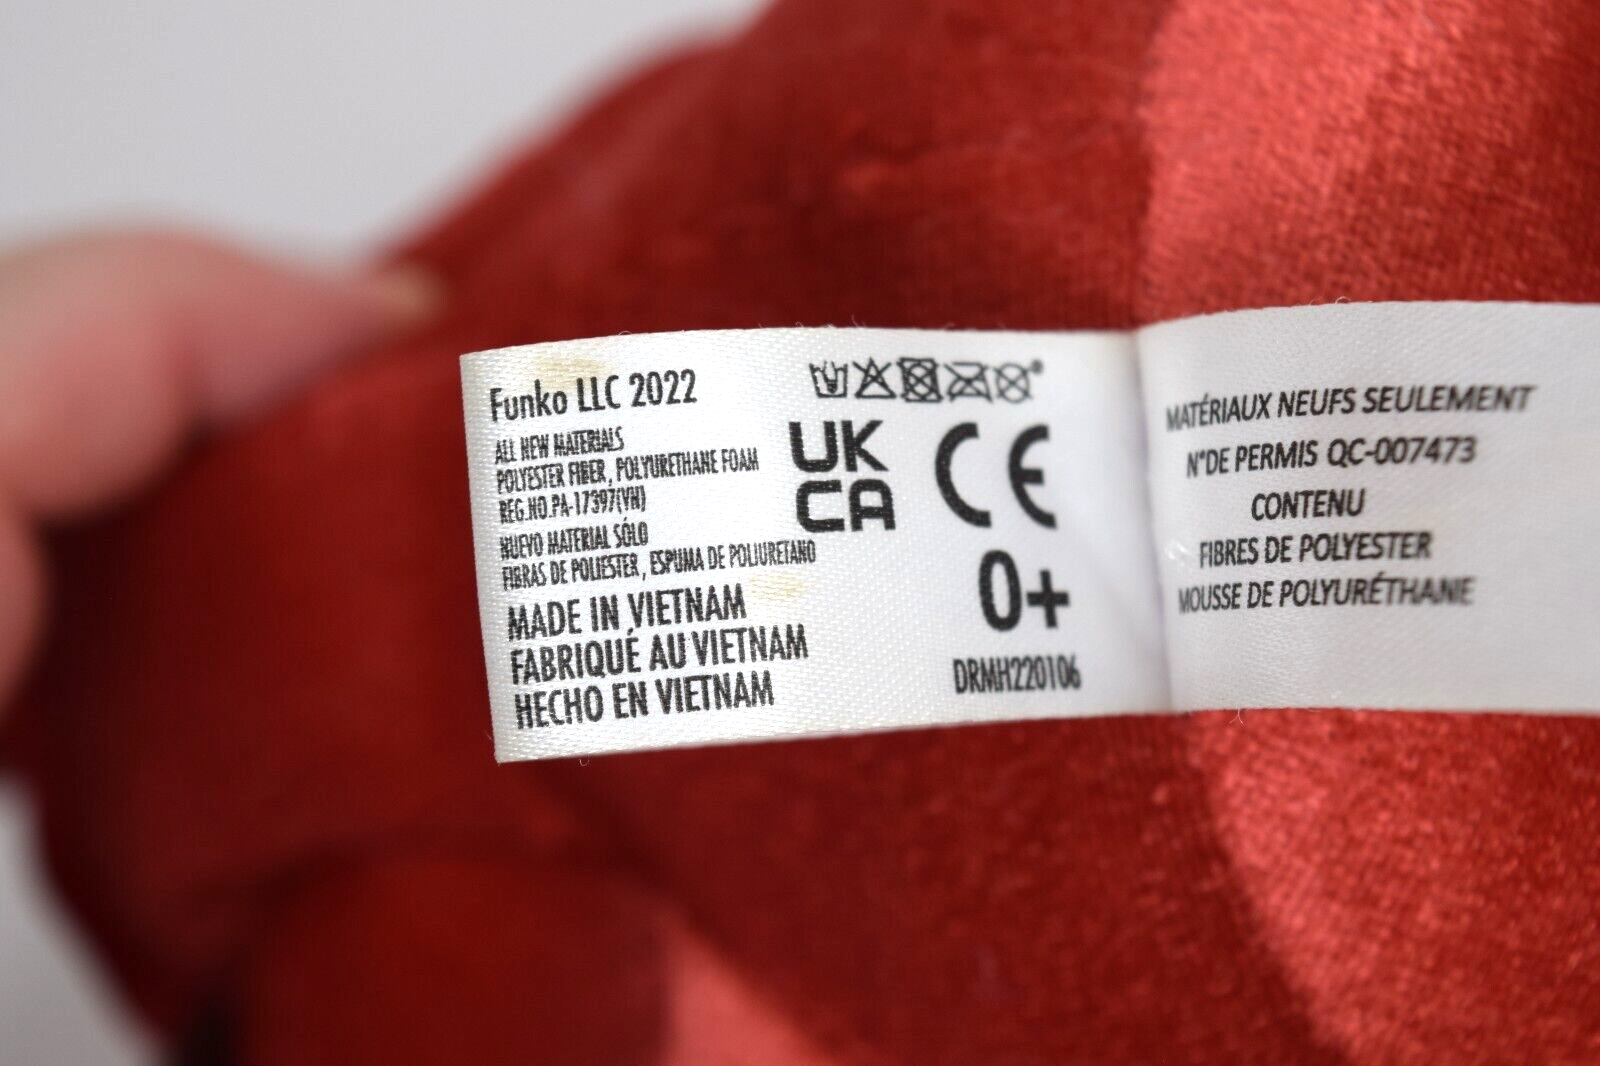 Funko LLC 2022
ALL NEW MATERIALS
POLYESTER FIBER, POLYURETHANE FOAM
REG.NO.PA-17397(VN)
NUEVO MATERIAL SÓLO
FIBRAS DE POLIESTER, ESPUMA DE POLIURETANO
MADE IN VIETNAM
FABRIQUÉ AU VIETNAM
HECHO EN VIETNAM
UK
CA
CE
0+
DRMH220106
MATÉRIAUX NEUFS SEULEMENT
N°DE PERMIS QC-007473
CONTENU
FIBRES DE POLYESTER
MOUSSE DE POLYURÉTHANE